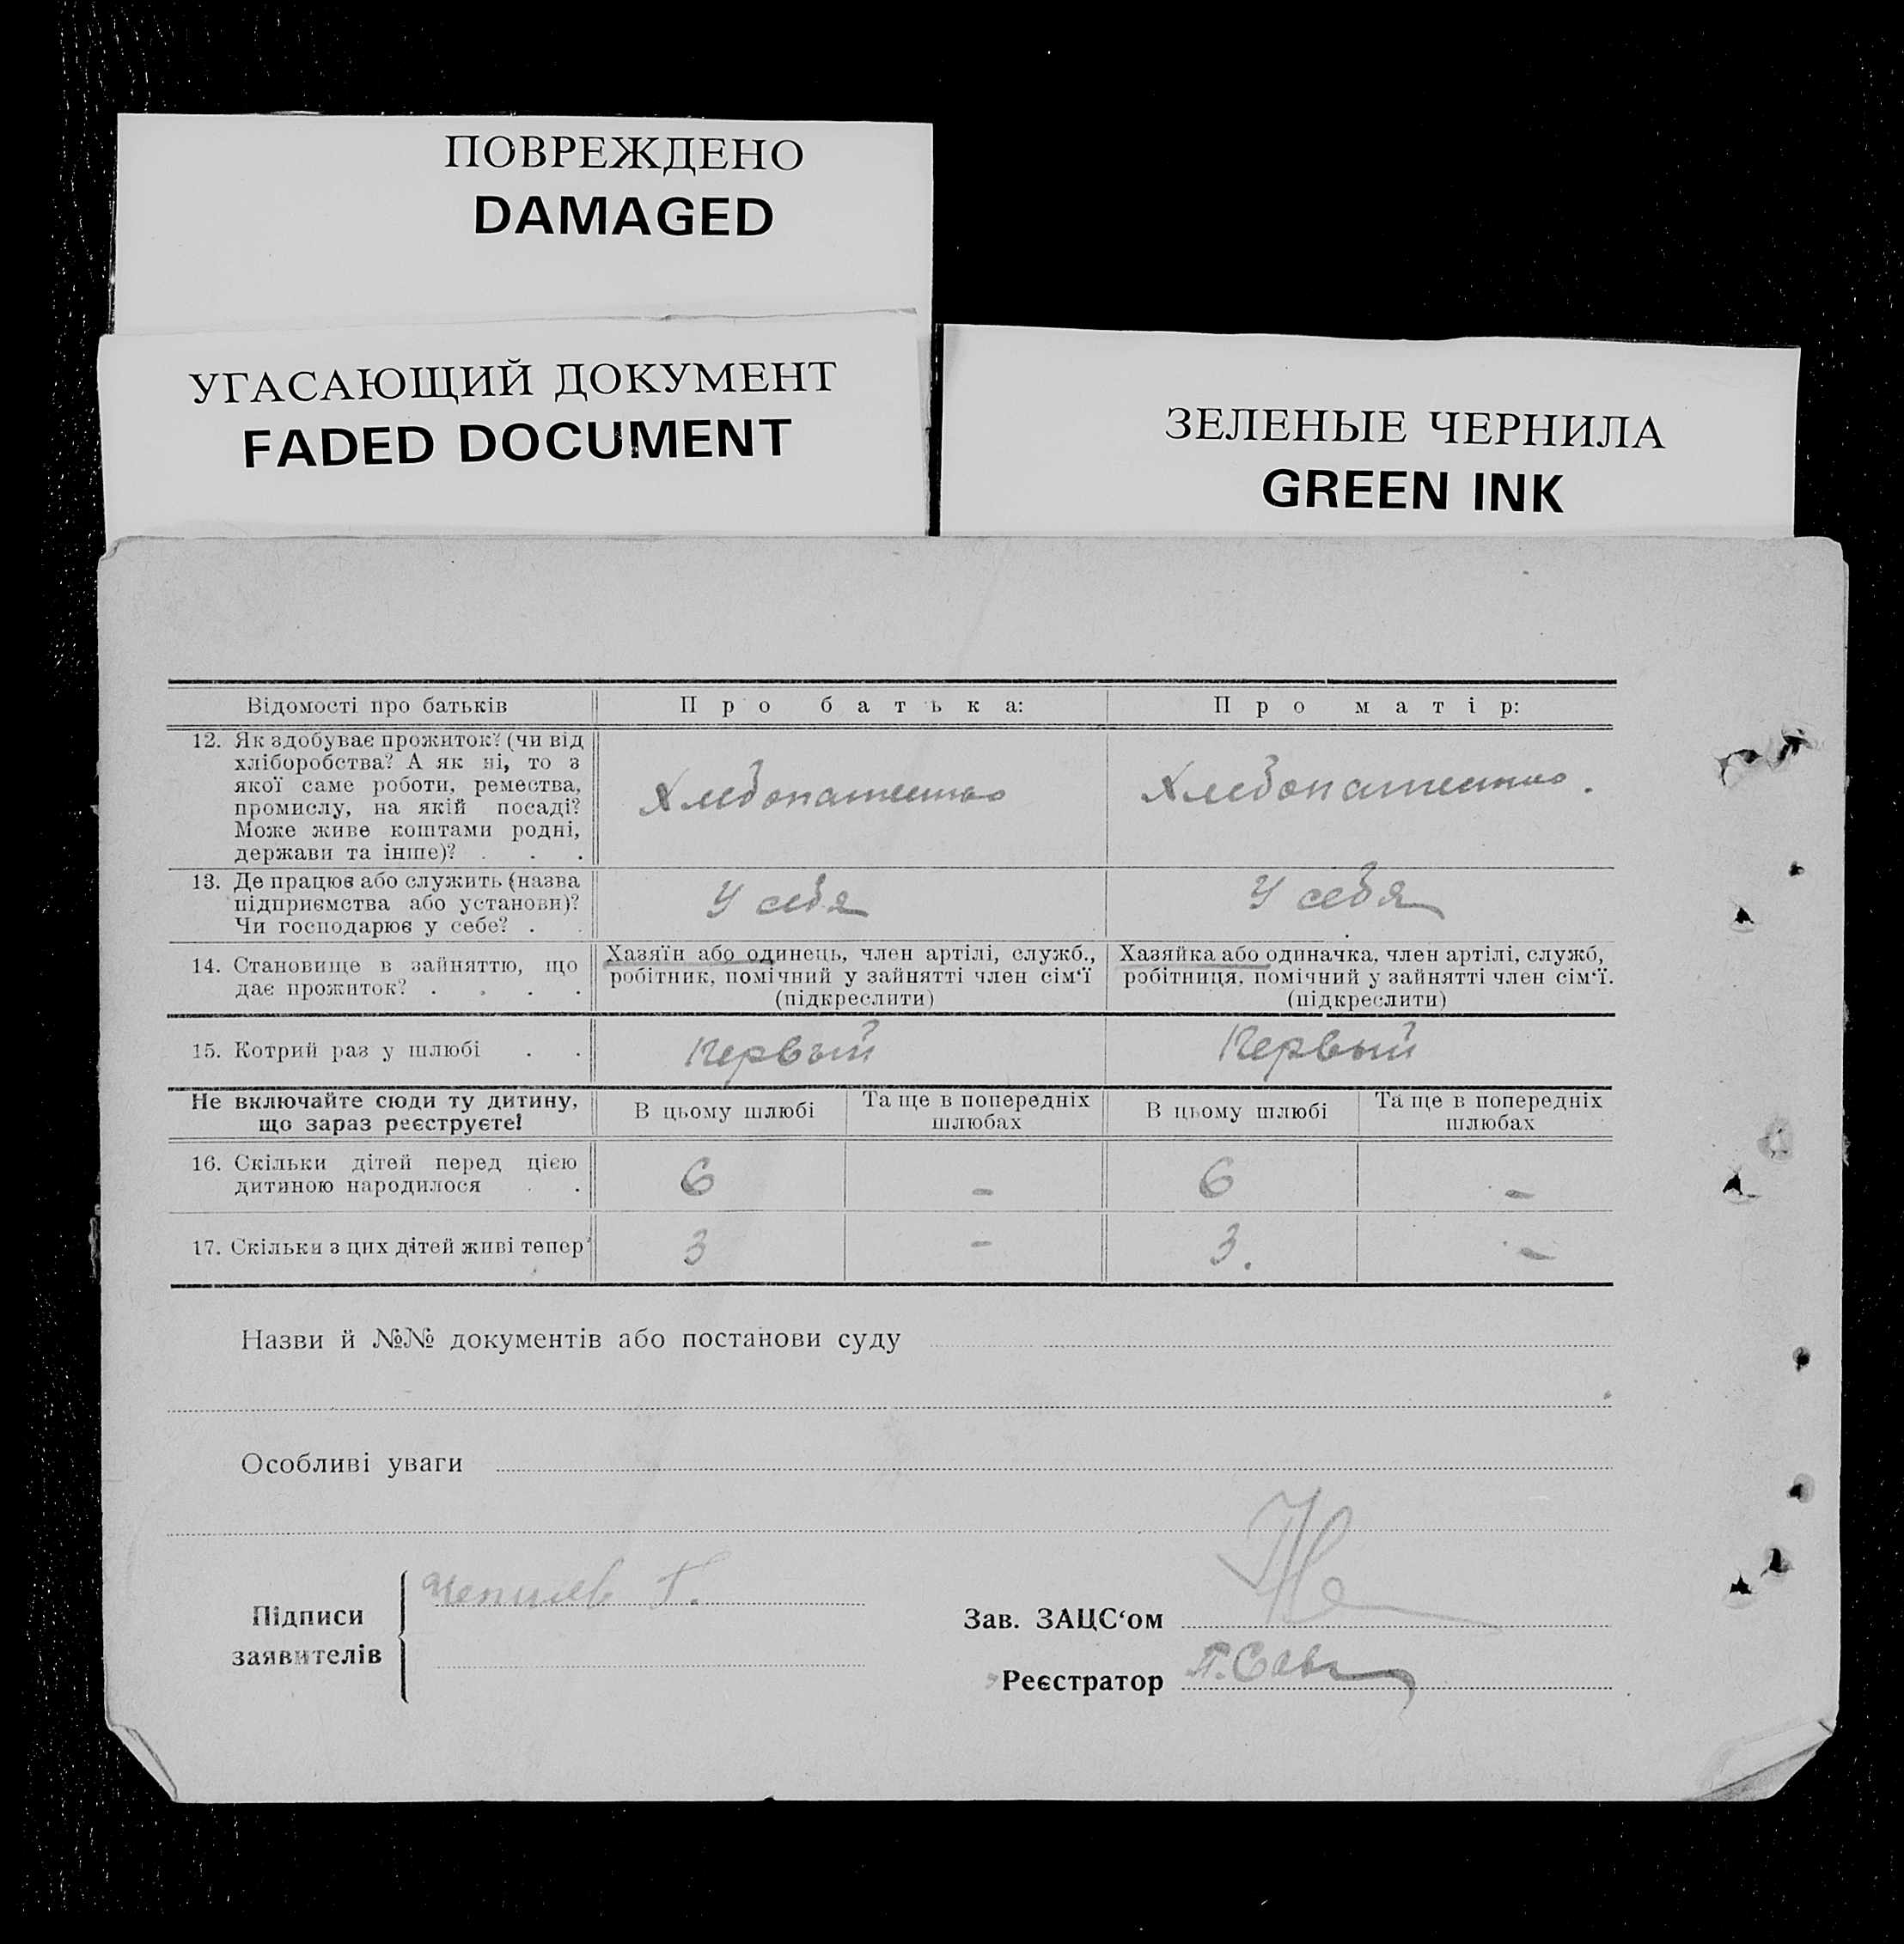 ПОВРЕЖДЕНО
DAMAGED
УГАСАЮЩИЙ ДОКУМЕНТ
FADED DOCUMENT
ЗЕЛЕНЫЕ ЧЕРНИЛА
GREEN INK
Відомості про батьків
Про батька:
Про матір:
12. Як здобуває прожиток? (чи від
хліборобства? А як ні, то з
якої саме роботи, ремества,
промислу, на якій посаді?
Може живе коштами родні,
держави та інше)? . . .
Хлебопашество
Хлебопашество.
13. Де працює або служить (назва
підприємства або установи)?
Чи господарює у себе? . .
У себя
У себя
14. Становище в зайняттю, що
дає прожиток? . . . .
Хазяїн або одинець, член артілі, служб.,
робітник, помічний у зайнятті член сім‘ї
(підкреслити)
Хазяйка або одиначка, член артілі, служб,
робітниця, помічний у зайнятті член сім‘ї.
(підкреслити)
15. Котрий раз у шлюбі . .
Первый
Первый
Не включайте сюди ту дитину,
що зараз реєструєте!
В цьому шлюбі
Та ще в попередніх
шлюбах
В цьому шлюбі
Та ще в попередніх
шлюбах
16. Скільки дітей перед цією
дитиною народилося . .
6 - 6 -
17. Скільки з цих дітей живі тепер
3 - 3. -
Назви й №№ документів або постанови суду
Особливі уваги
Підписи
заявителів
Г.
Зав. ЗАЦС‘ом
Реєстратор